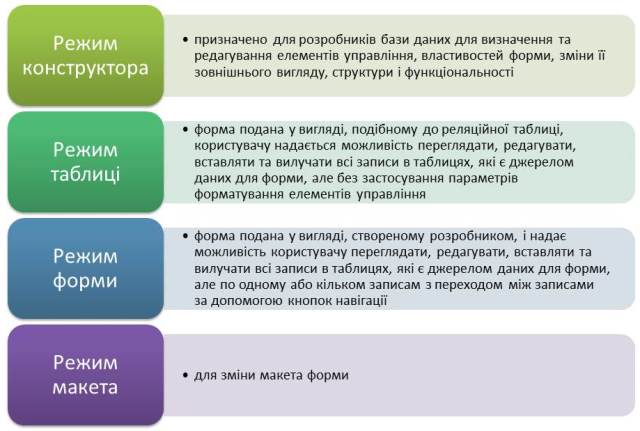 Режим
конструктора
• призначено для розробників бази даних для визначення та
редагування елементів управління, властивостей форми, зміни її
зовнішнього вигляду, структури і функціональності
Режим
таблиці
• форма подана у вигляді, подібному до реляційної таблиці,
користувачу надається можливість переглядати, редагувати,
вставляти та вилучати всі записи в таблицях, які є джерелом
даних для форми, але без застосування параметрів
форматування елементів управління
Режим
форми
• форма подана у вигляді, створеному розробником, і надає
можливість користувачу переглядати, редагувати, вставляти та
вилучати всі записи в таблицях, які є джерелом даних для форми,
але по одному або кільком записам з переходом між записами
за допомогою кнопок навігації
Режим
макета
• для зміни макета форми